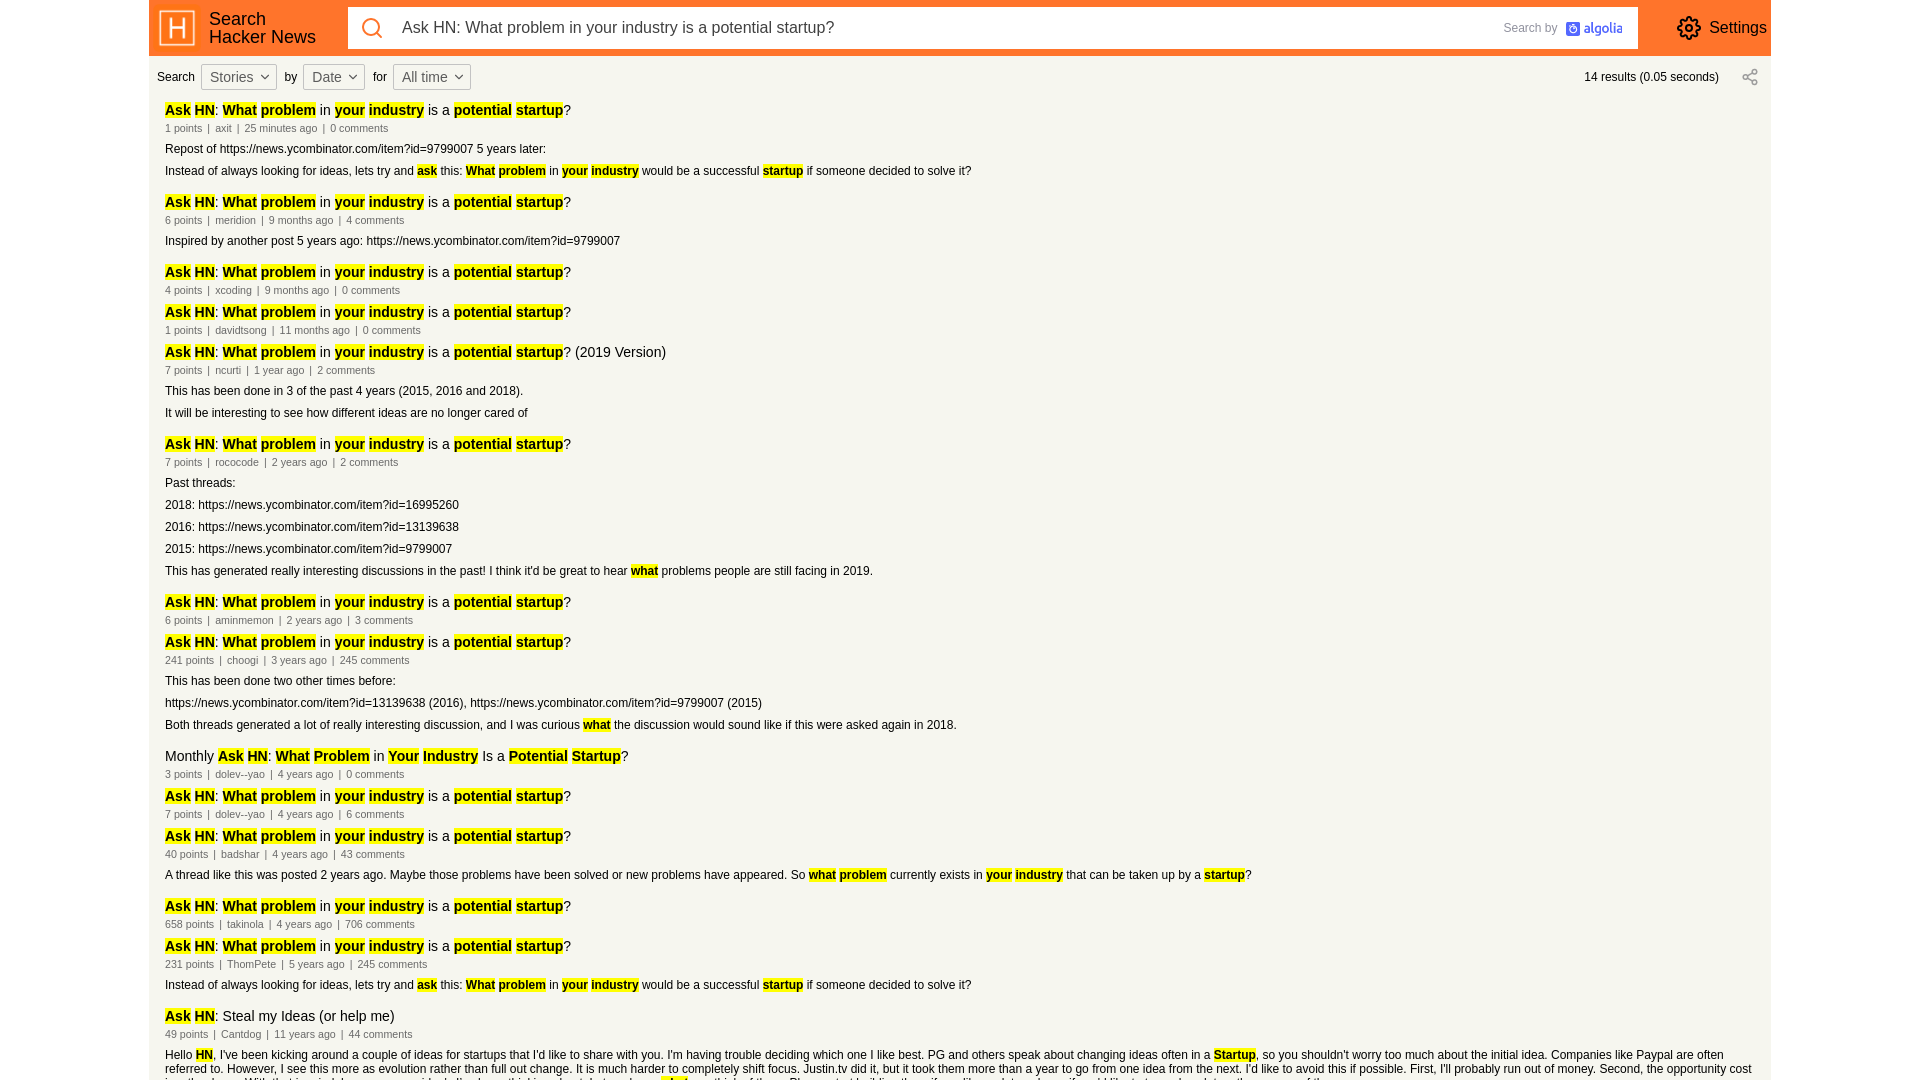 Search
Hacker News
Ask HN: What problem in your industry is a potential startup?
Search by algolia
Settings
Search Stories by Date for All time
14 results (0.05 seconds)
Ask HN: What problem in your industry is a potential startup?
1 points | axit | 25 minutes ago | 0 comments
Repost of https://news.ycombinator.com/item?id=9799007 5 years later:
Instead of always looking for ideas, lets try and ask this: What problem in your industry would be a successful startup if someone decided to solve it?
Ask HN: What problem in your industry is a potential startup?
6 points | meridion | 9 months ago | 4 comments
Inspired by another post 5 years ago: https://news.ycombinator.com/item?id=9799007
Ask HN: What problem in your industry is a potential startup?
4 points | xcoding | 9 months ago | 0 comments
Ask HN: What problem in your industry is a potential startup?
1 points | davidtsong | 11 months ago | 0 comments
Ask HN: What problem in your industry is a potential startup? (2019 Version)
7 points | ncurti | 1 year ago | 2 comments
This has been done in 3 of the past 4 years (2015, 2016 and 2018).
It will be interesting to see how different ideas are no longer cared of
Ask HN: What problem in your industry is a potential startup?
7 points | rococode | 2 years ago | 2 comments
Past threads:
2018: https://news.ycombinator.com/item?id=16995260
2016: https://news.ycombinator.com/item?id=13139638
2015: https://news.ycombinator.com/item?id=9799007
This has generated really interesting discussions in the past! I think it'd be great to hear what problems people are still facing in 2019.
Ask HN: What problem in your industry is a potential startup?
6 points | aminmemon | 2 years ago | 3 comments
Ask HN: What problem in your industry is a potential startup?
241 points | choogi | 3 years ago | 245 comments
This has been done two other times before:
https://news.ycombinator.com/item?id=13139638 (2016), https://news.ycombinator.com/item?id=9799007 (2015)
Both threads generated a lot of really interesting discussion, and I was curious what the discussion would sound like if this were asked again in 2018.
Monthly Ask HN: What Problem in Your Industry Is a Potential Startup?
3 points | dolev--yao | 4 years ago | 0 comments
Ask HN: What problem in your industry is a potential startup?
7 points | dolev--yao | 4 years ago | 6 comments
Ask HN: What problem in your industry is a potential startup?
40 points | badshar | 4 years ago | 43 comments
A thread like this was posted 2 years ago. Maybe those problems have been solved or new problems have appeared. So what problem currently exists in your industry that can be taken up by a startup?
Ask HN: What problem in your industry is a potential startup?
658 points | takinola | 4 years ago | 706 comments
Ask HN: What problem in your industry is a potential startup?
231 points | ThomPete | 5 years ago | 245 comments
Instead of always looking for ideas, lets try and ask this: What problem in your industry would be a successful startup if someone decided to solve it?
Ask HN: Steal my Ideas (or help me)
49 points | Cantdog | 11 years ago | 44 comments
Hello HN, I've been kicking around a couple of ideas for startups that I'd like to share with you. I'm having trouble deciding which one I like best. PG and others speak about changing ideas often in a Startup, so you shouldn't worry too much about the initial idea. Companies like Paypal are often
referred to. However, I see this more as evolution rather than full out change. It is much harder to completely shift focus. Justin.tv did it, but it took them more than a year to go from one idea from the next. I'd like to avoid this if possible. First, I'll probably run out of money. Second, the opportunity cost